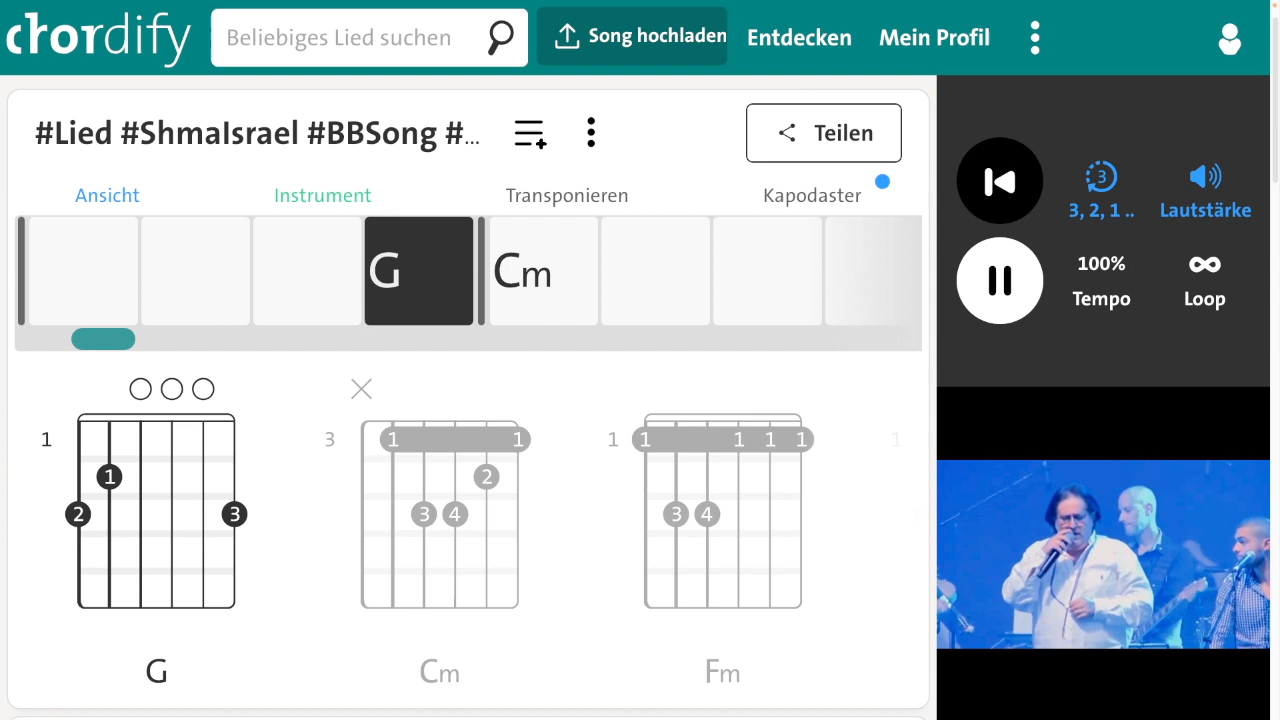 chordify
Beliebiges Lied suchen
Song hochladen
Entdecken
Mein Profil
#Lied #ShmaIsrael #BBSong #...
Teilen
Ansicht
Instrument
Transponieren
Kapodaster
G
Cm
3
3, 2, 1 ..
Lautstärke
100%
Tempo
Loop
1
1
2
3
3
1
1
2
3
4
1
1
1
1
1
3
4
1
G
Cm
Fm